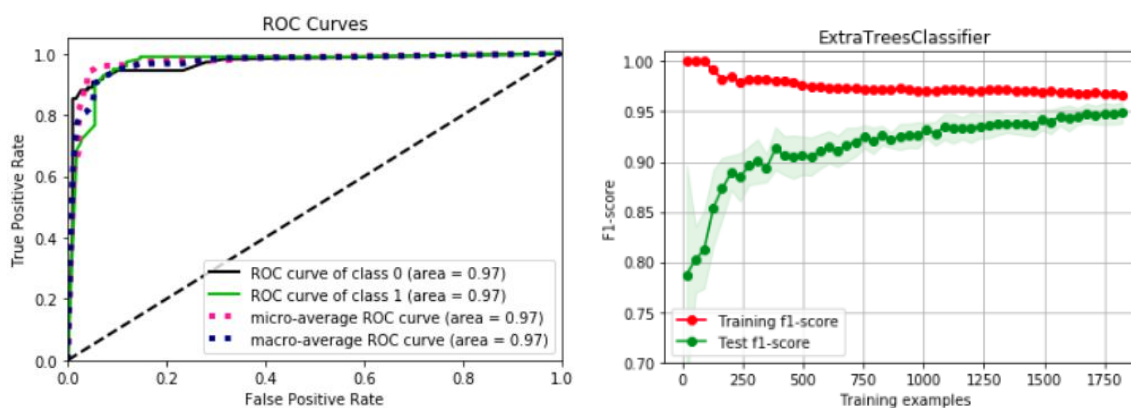 ROC Curves
True Positive Rate
1.0
0.8
0.6
0.4
0.2
0.0
ROC curve of class 0 (area = 0.97)
ROC curve of class 1 (area = 0.97)
micro-average ROC curve (area = 0.97)
macro-average ROC curve (area = 0.97)
0.0 0.2 0.4 0.6 0.8 1.0
False Positive Rate
ExtraTreesClassifier
F1-score
1.00
0.95
0.90
0.85
0.80
0.75
0.70
Training f1-score
Test f1-score
0 250 500 750 1000 1250 1500 1750
Training examples